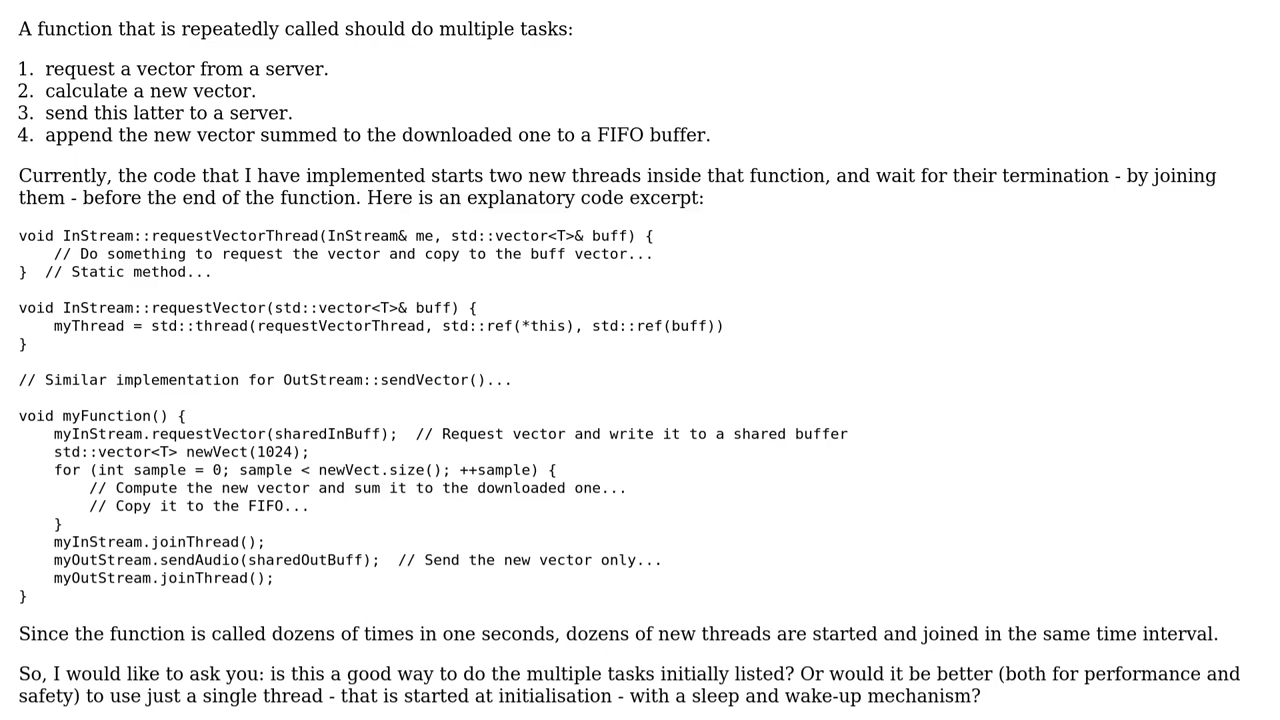 A function that is repeatedly called should do multiple tasks:
1. request a vector from a server.
2. calculate a new vector.
3. send this latter to a server.
4. append the new vector summed to the downloaded one to a FIFO buffer.
Currently, the code that I have implemented starts two new threads inside that function, and wait for their termination - by joining
them - before the end of the function. Here is an explanatory code excerpt:
void InStream::requestVectorThread(InStream& me, std::vector<T>& buff) {
    // Do something to request the vector and copy to the buff vector...
}  // Static method...
void InStream::requestVector(std::vector<T>& buff) {
    myThread = std::thread(requestVectorThread, std::ref(*this), std::ref(buff))
}
// Similar implementation for OutStream::sendVector()...
void myFunction() {
    myInStream.requestVector(sharedInBuff);  // Request vector and write it to a shared buffer
    std::vector<T> newVect(1024);
    for (int sample = 0; sample < newVect.size(); ++sample) {
        // Compute the new vector and sum it to the downloaded one...
        // Copy it to the FIFO...
    }
    myInStream.joinThread();
    myOutStream.sendAudio(sharedOutBuff);  // Send the new vector only...
    myOutStream.joinThread();
}
Since the function is called dozens of times in one seconds, dozens of new threads are started and joined in the same time interval.
So, I would like to ask you: is this a good way to do the multiple tasks initially listed? Or would it be better (both for performance and
safety) to use just a single thread - that is started at initialisation - with a sleep and wake-up mechanism?